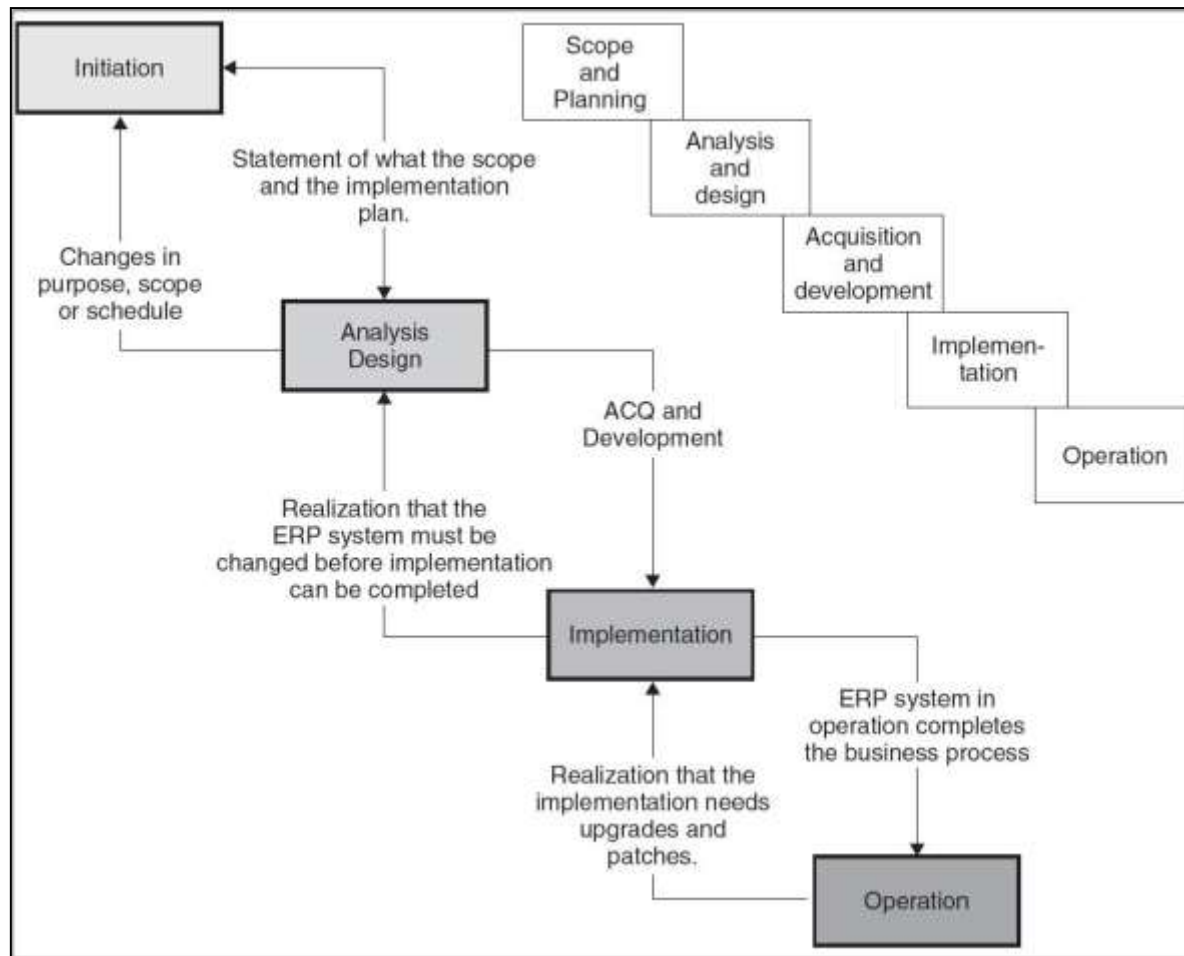 Initiation
Statement of what the scope
and the implementation
plan.
Changes in
purpose, scope
or schedule
Analysis
Design
ACQ and
Development
Realization that the
ERP system must be
changed before implementation
can be completed
Implementation
ERP system in
operation completes
the business process
Realization that the
implementation needs
upgrades and
patches.
Operation
Scope
and
Planning
Analysis
and
design
Acquisition
and
development
Implemen-
tation
Operation